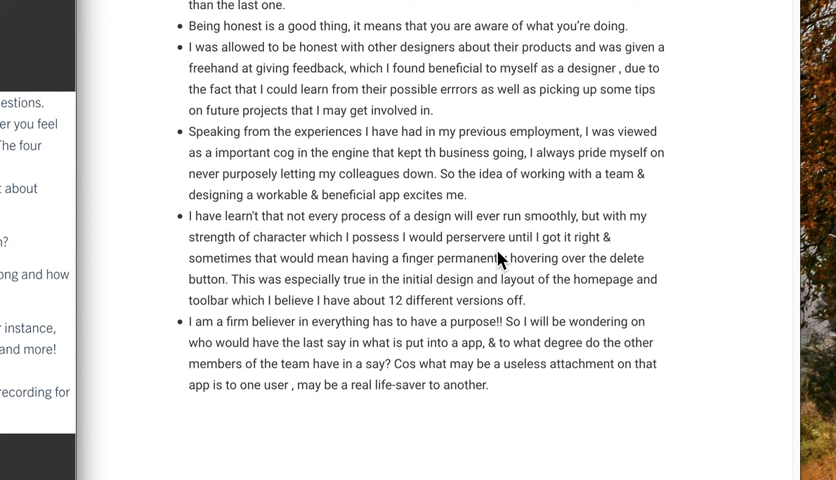 than the last one.
• Being honest is a good thing, it means that you are aware of what you're doing.
• I was allowed to be honest with other designers about their products and was given a
freehand at giving feedback, which I found beneficial to myself as a designer , due to
the fact that I could learn from their possible errrors as well as picking up some tips
on future projects that I may get involved in.
• Speaking from the experiences I have had in my previous employment, I was viewed
as a important cog in the engine that kept th business going, I always pride myself on
never purposely letting my colleagues down. So the idea of working with a team &
designing a workable & beneficial app excites me.
• I have learn't that not every process of a design will ever run smoothly, but with my
strength of character which I possess I would perservere until I got it right &
sometimes that would mean having a finger permanently hovering over the delete
button. This was especially true in the initial design and layout of the homepage and
toolbar which I believe I have about 12 different versions off.
• I am a firm believer in everything has to have a purpose!! So I will be wondering on
who would have the last say in what is put into a app, & to what degree do the other
members of the team have in a say? Cos what may be a useless attachment on that
app is to one user , may be a real life-saver to another.
estions.
er you feel
The four
t about
n?
ong and how
r instance,
and more!
recording for